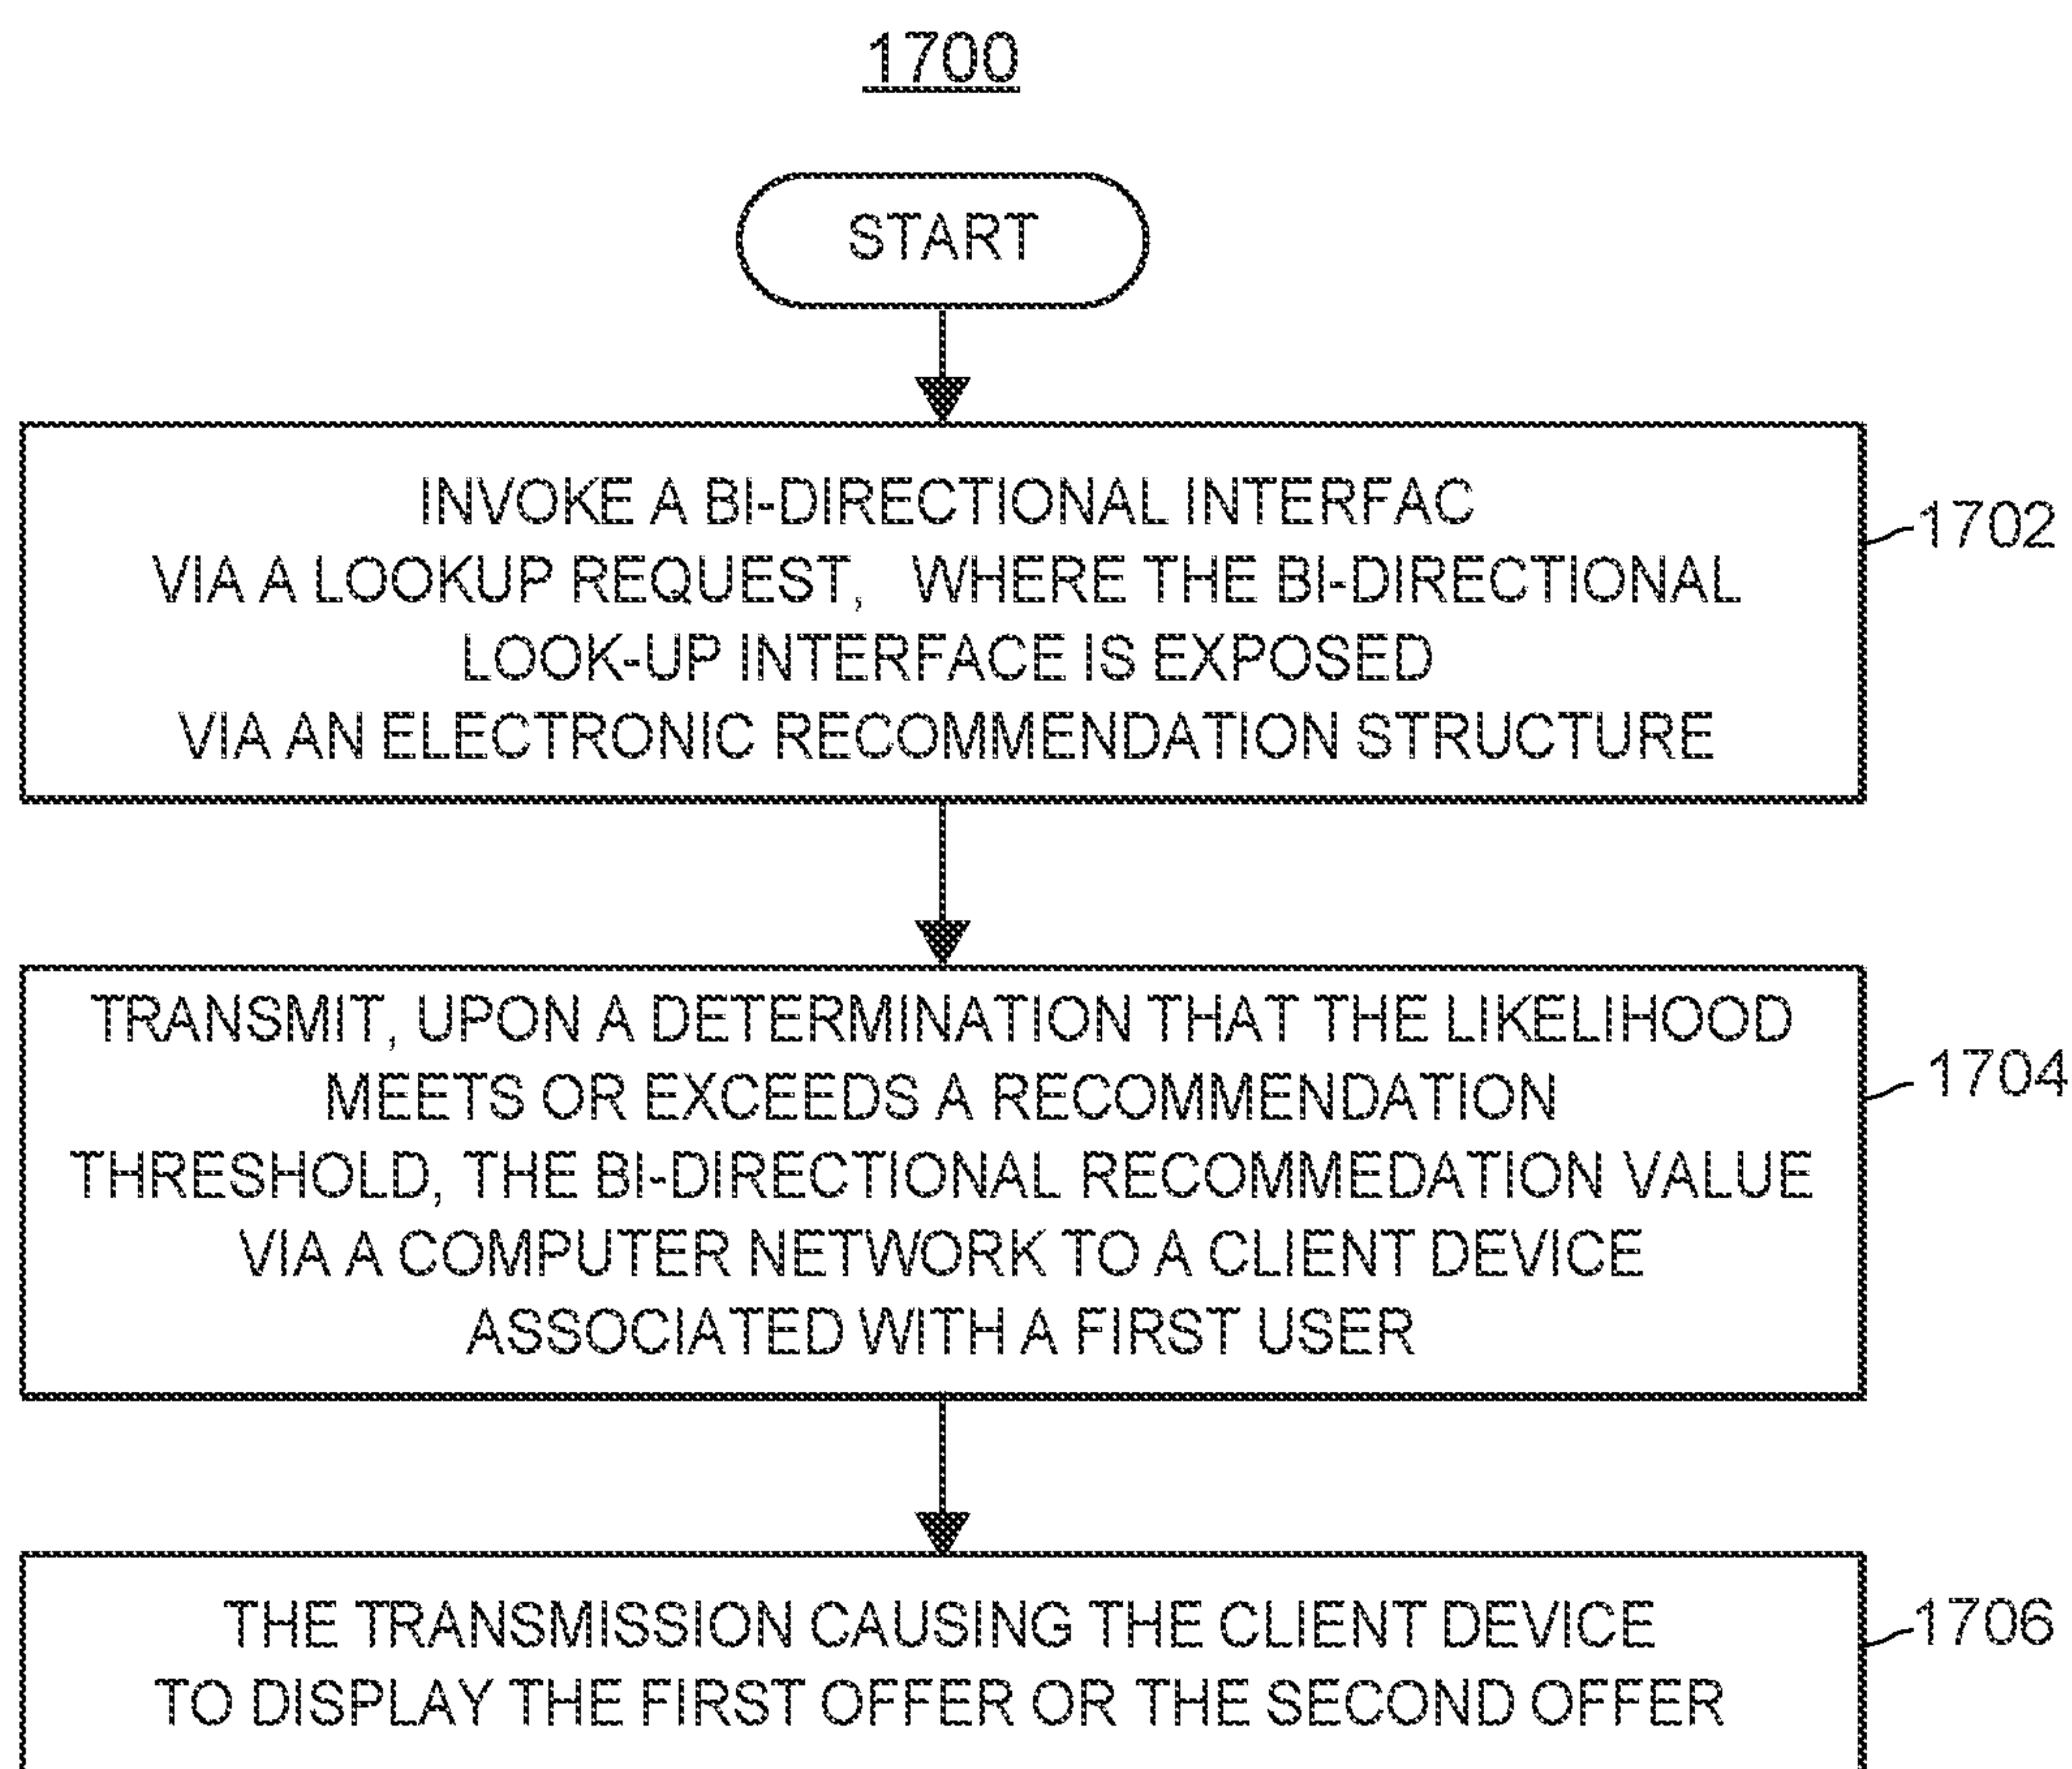 1700
START
INVOKE A BI-DIRECTIONAL INTERFAC
VIA A LOOKUP REQUEST, WHERE THE BI-DIRECTIONAL
LOOK-UP INTERFACE IS EXPOSED
VIA AN ELECTRONIC RECOMMENDATION STRUCTURE
1702
TRANSMIT, UPON A DETERMINATION THAT THE LIKELIHOOD
MEETS OR EXCEEDS A RECOMMENDATION
THRESHOLD, THE BI-DIRECTIONAL RECOMMEDATION VALUE
VIA A COMPUTER NETWORK TO A CLIENT DEVICE
ASSOCIATED WITH A FIRST USER
1704
THE TRANSMISSION CAUSING THE CLIENT DEVICE
TO DISPLAY THE FIRST OFFER OR THE SECOND OFFER
1706